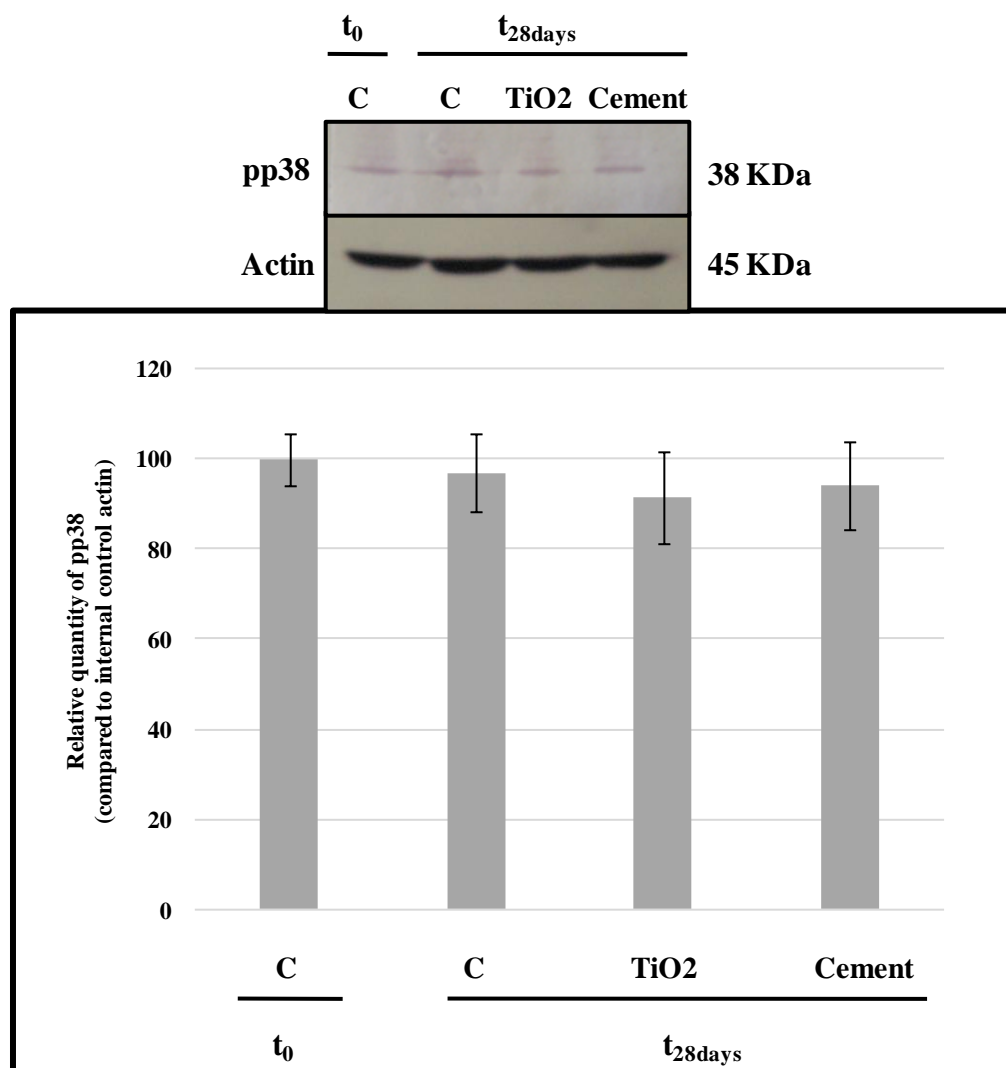 t0 t28days
C C TiO2 Cement
pp38 38 KDa
Actin 45 KDa
120
100
80
60
40
20
0
Relative quantity of pp38
(compared to internal control actin)
C C TiO2 Cement
t0 t28days